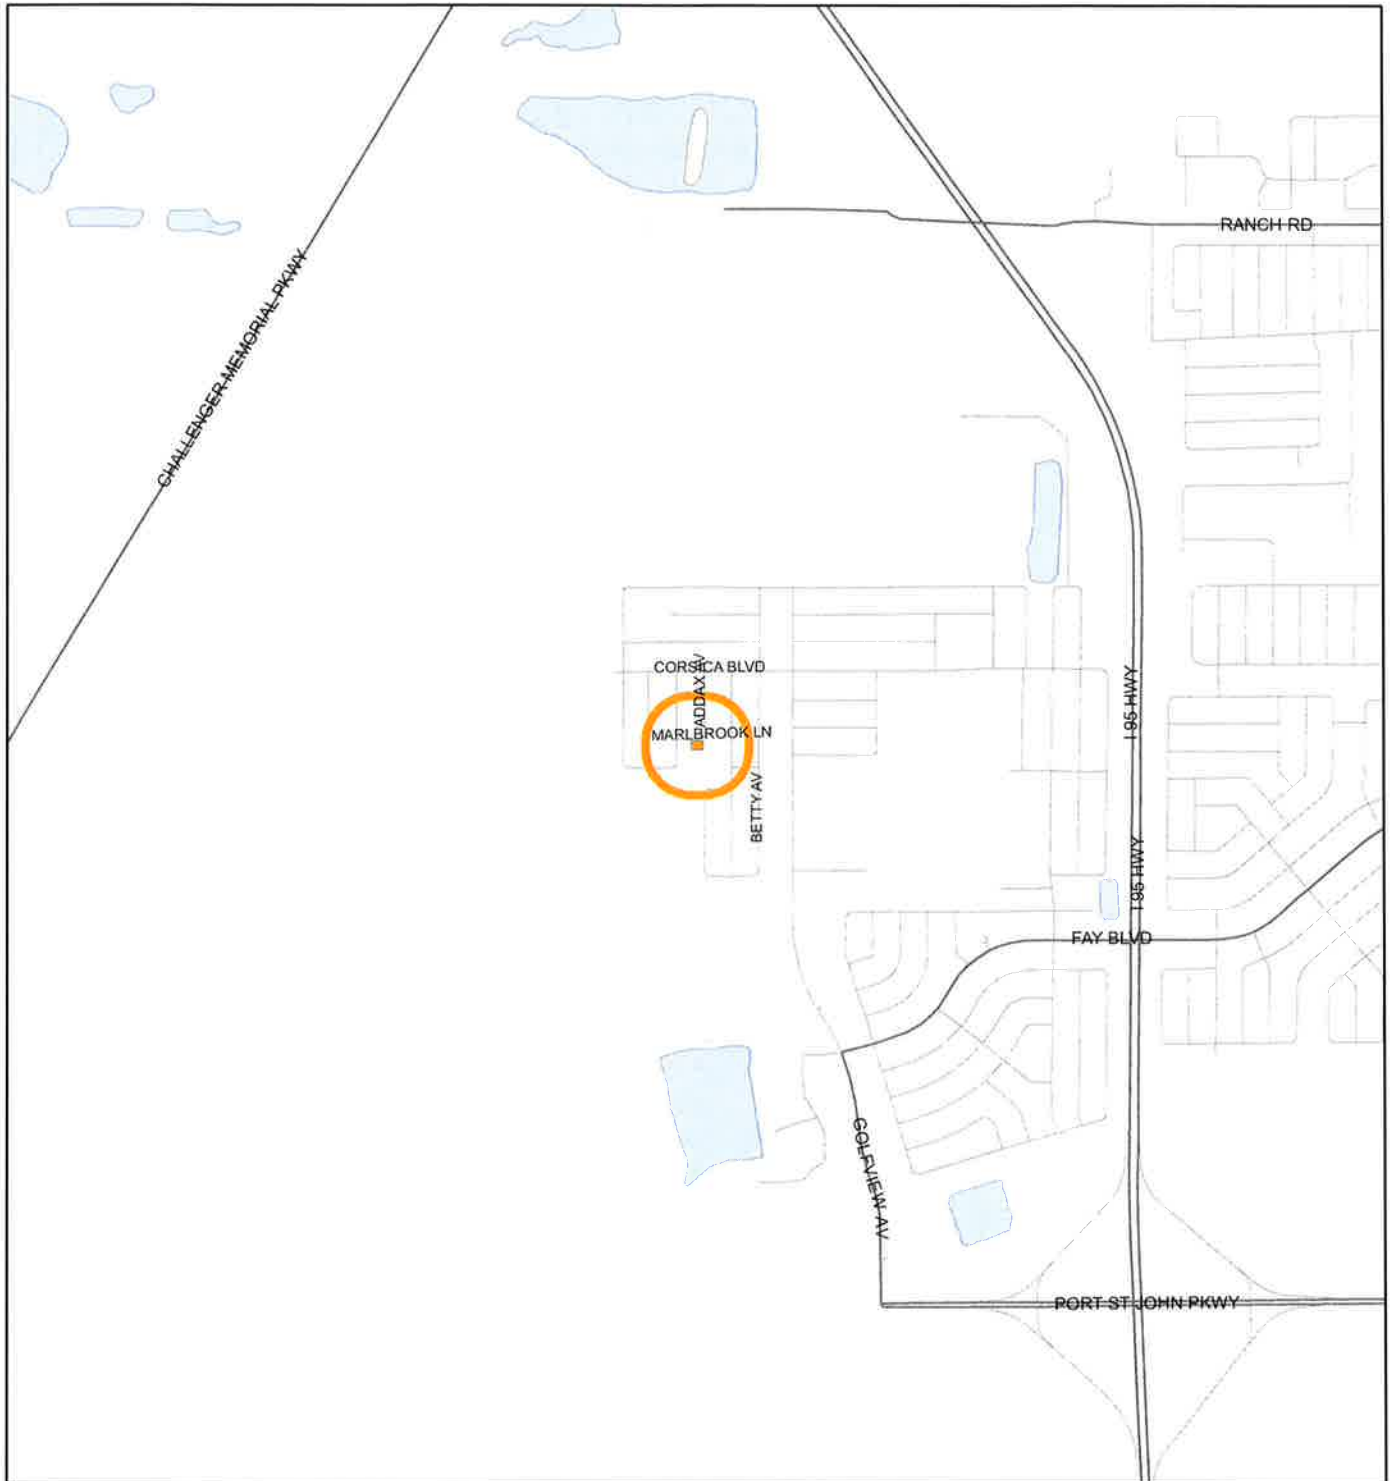 RANCH RD
CHALLENGER MEMORIAL PKWY
CORSICA BLVD
ADDAX AV
MARLBROOK LN
I 95 HWY
BETTY AV
I 95 HWY
FAY BLVD
GOLFVIEW AV
PORT ST JOHN PKWY